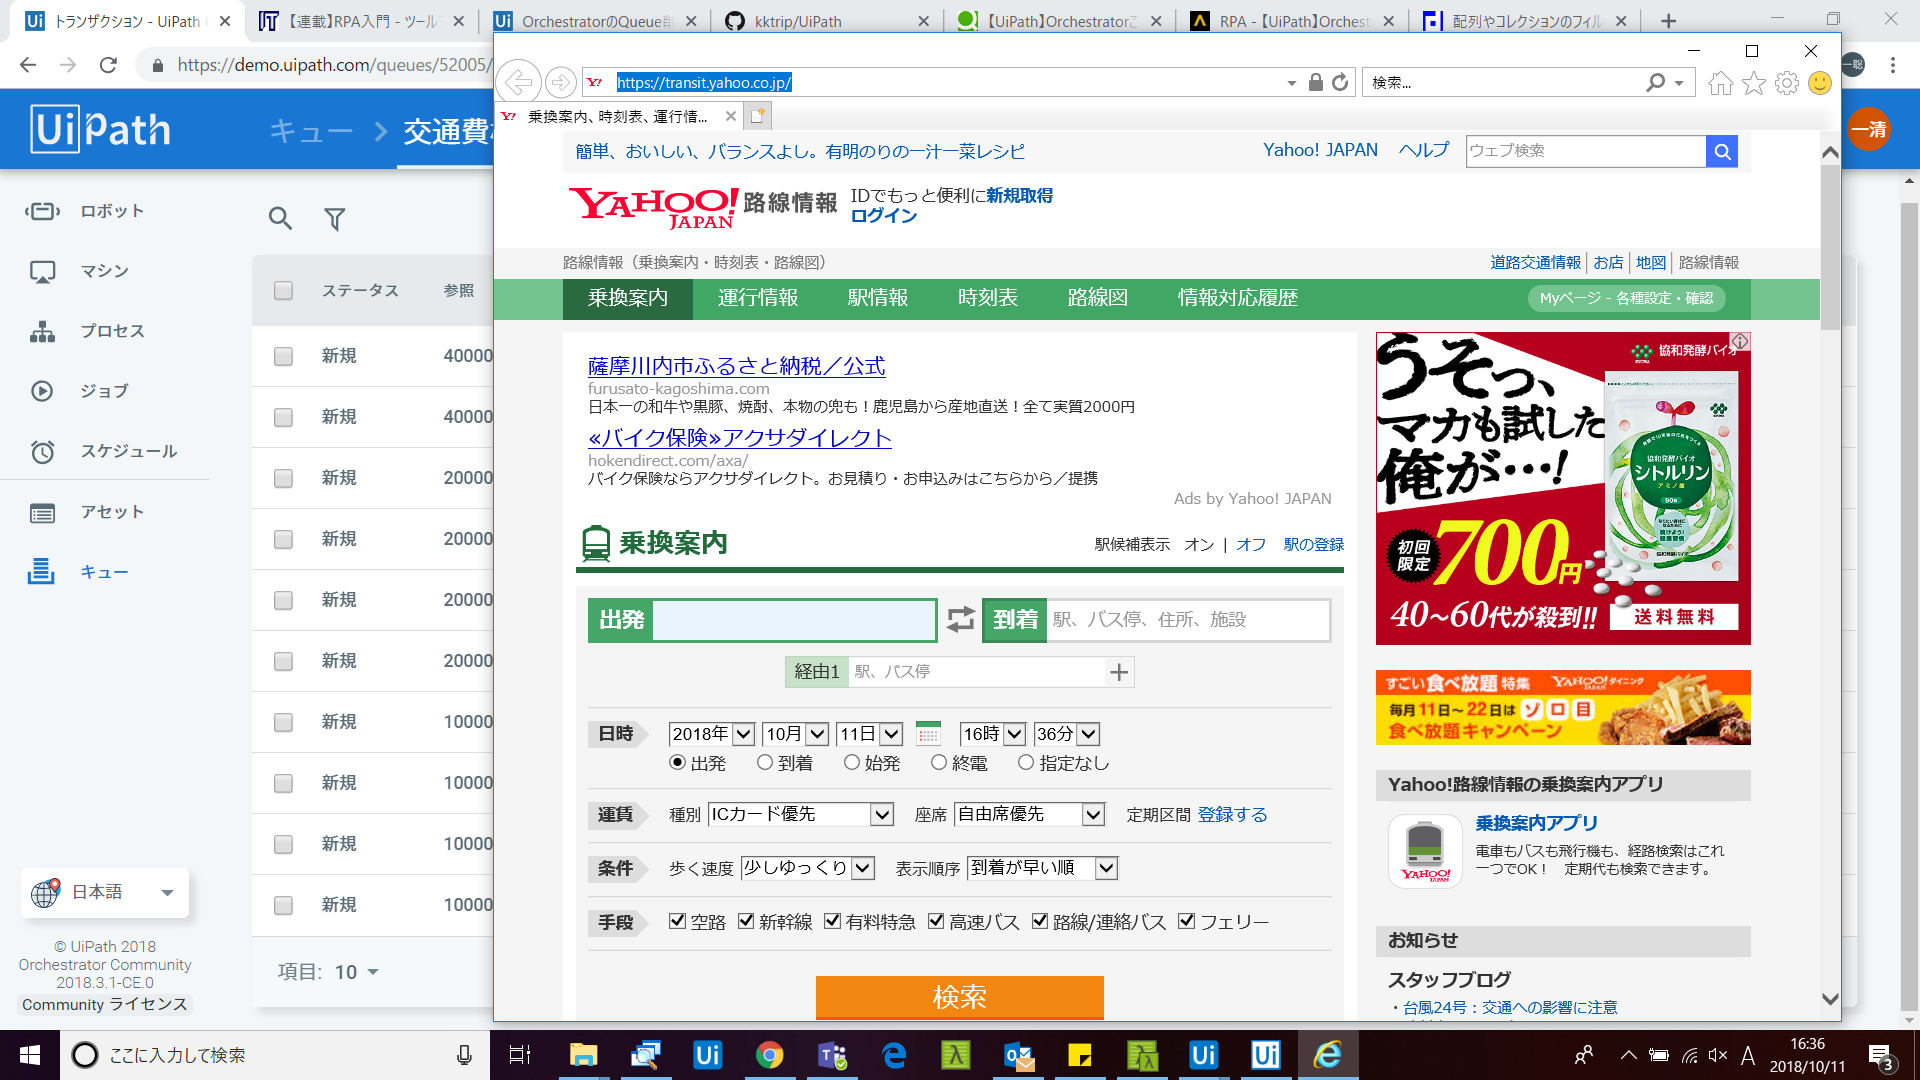 トランザクション - UiPath
【連載】RPA入門 - ツール
OrchestratorのQueue
kktrip/UiPath
【UiPath】Orchestrator
RPA - 【UiPath】Orchest
配列やコレクションのフィル
https://demo.uipath.com/queues/52005/
一聡
UiPath
キュー
交通費
一清
ロボット
マシン
プロセス
ジョブ
スケジュール
アセット
キュー
日本語
© UiPath 2018
Orchestrator Community
2018.3.1-CE.0
Community ライセンス
ステータス 参照
新規 40000
新規 40000
新規 20000
新規 20000
新規 20000
新規 20000
新規 10000
新規 10000
新規 10000
新規 10000
項目: 10
https://transit.yahoo.co.jp/
検索...
乗換案内、時刻表、運行情...
簡単、おいしい、バランスよし。有明のりの一汁一菜レシピ
Yahoo! JAPAN ヘルプ
ウェブ検索
YAHOO! JAPAN 路線情報
IDでもっと便利に新規取得
ログイン
路線情報（乗換案内・時刻表・路線図）
道路交通情報 お店 地図 路線情報
乗換案内 運行情報 駅情報 時刻表 路線図 情報対応履歴
Myページ - 各種設定・確認
薩摩川内市ふるさと納税／公式
furusato-kagoshima.com
日本一の和牛や黒豚、焼酎、本物の兜も！鹿児島から産地直送！全て実質2000円
≪バイク保険≫アクサダイレクト
hokendirect.com/axa/
バイク保険ならアクサダイレクト。お見積り・お申込みはこちらから／提携
Ads by Yahoo! JAPAN
乗換案内
駅候補表示 オン | オフ 駅の登録
出発
到着 駅、バス停、住所、施設
経由1 駅、バス停
日時 2018年 10月 11日 16時 36分
出発 到着 始発 終電 指定なし
運賃 種別 ICカード優先 座席 自由席優先 定期区間 登録する
条件 歩く速度 少しゆっくり 表示順序 到着が早い順
手段 空路 新幹線 有料特急 高速バス 路線/連絡バス フェリー
検索
協和発酵バイオ
うそっ、
マカも試した
俺が…！
協和発酵バイオ
シトルリン
アミノ酸
90粒
協和発酵バイオ
初回
限定
700円
40～60代が殺到!!
送料無料
すごい食べ放題特集 YAHOO! JAPAN ダイニング
毎月11日～22日はゾロ目
食べ放題キャンペーン
Yahoo!路線情報の乗換案内アプリ
YAHOO! JAPAN
乗換案内アプリ
電車もバスも飛行機も、経路検索はこれ
一つでOK！ 定期代も検索できます。
お知らせ
スタッフブログ
・台風24号：交通への影響に注意
ここに入力して検索
A
16:36
2018/10/11
3